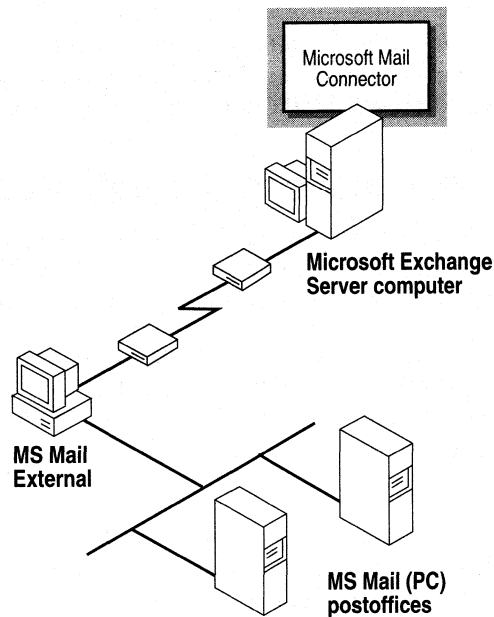 Microsoft Mail
Connector
Microsoft Exchange
Server computer
MS Mail
External
MS Mail (PC)
postoffices